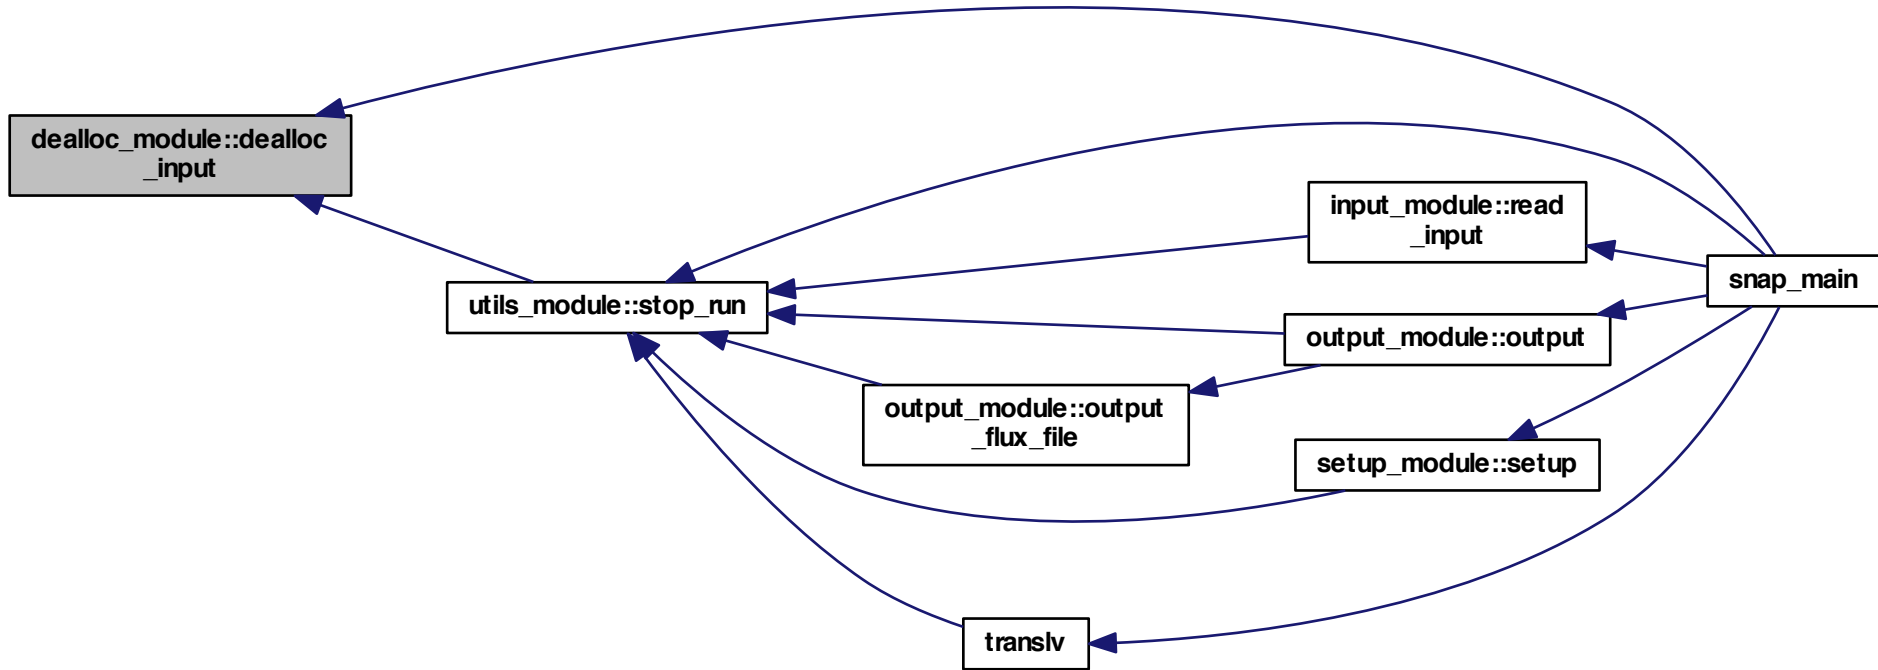 dealloc_module::dealloc
_input
utils_module::stop_run
input_module::read
_input
output_module::output
output_module::output
_flux_file
setup_module::setup
translv
snap_main